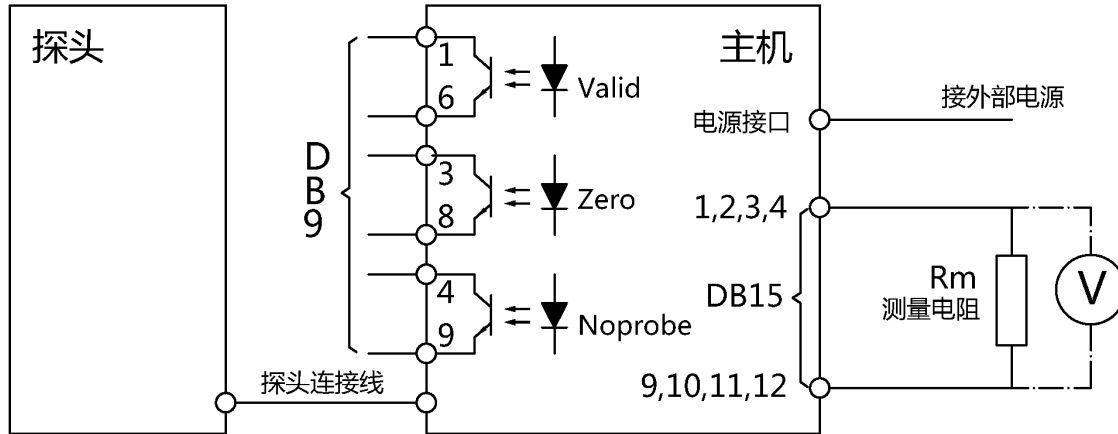 探头
D
B
9
1
6
Valid
3
8
Zero
4
9
Noprobe
探头连接线
主机
电源接口
接外部电源
1,2,3,4
DB15
9,10,11,12
Rm
测量电阻
V